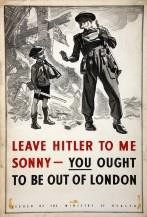 LEAVE HITLER TO ME
SONNY — YOU OUGHT
TO BE OUT OF LONDON
ISSUED BY THE MINISTRY OF HEALTH